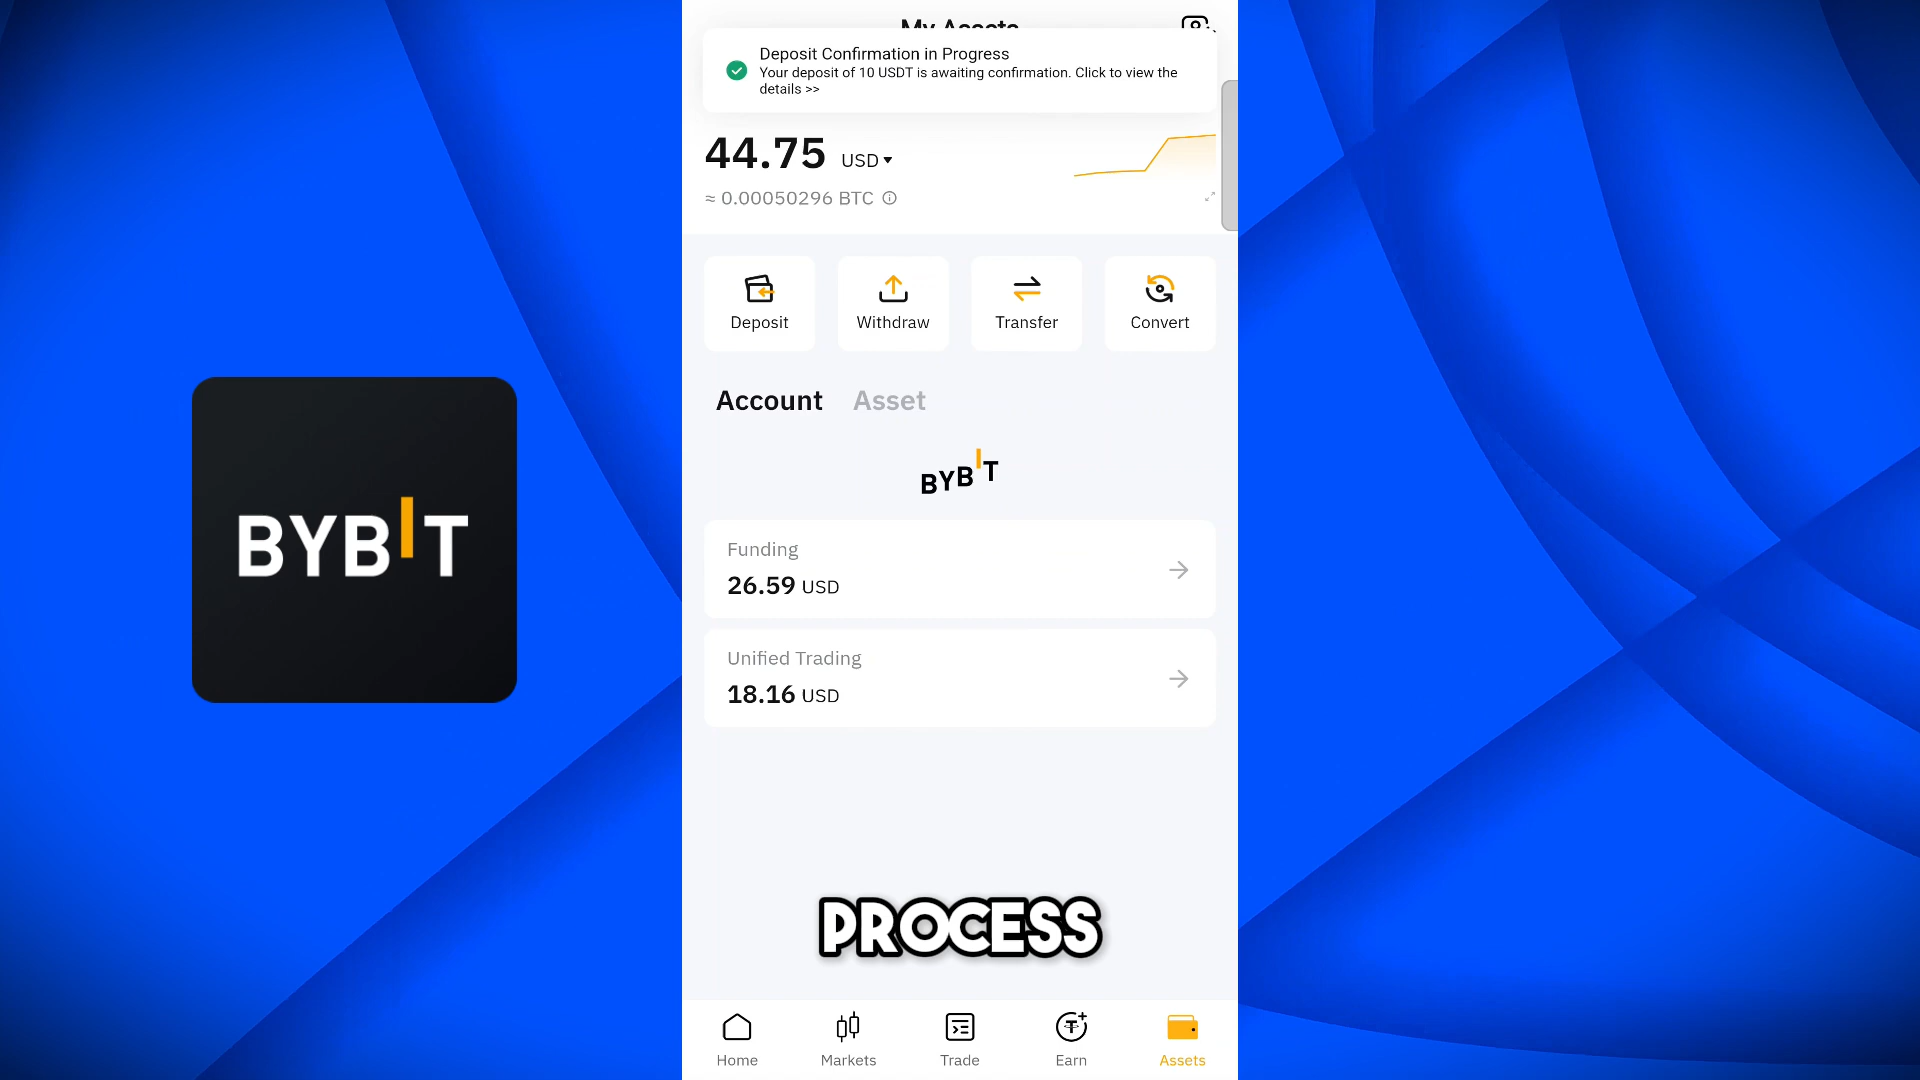 My Assets
Deposit Confirmation in Progress
Your deposit of 10 USDT is awaiting confirmation. Click to view the
details >>
44.75 USD
≈ 0.00050296 BTC
Deposit
Withdraw
Transfer
Convert
Account
Asset
BYBIT
BYBIT
Funding
26.59 USD
Unified Trading
18.16 USD
PROCESS
Home
Markets
Trade
Earn
Assets